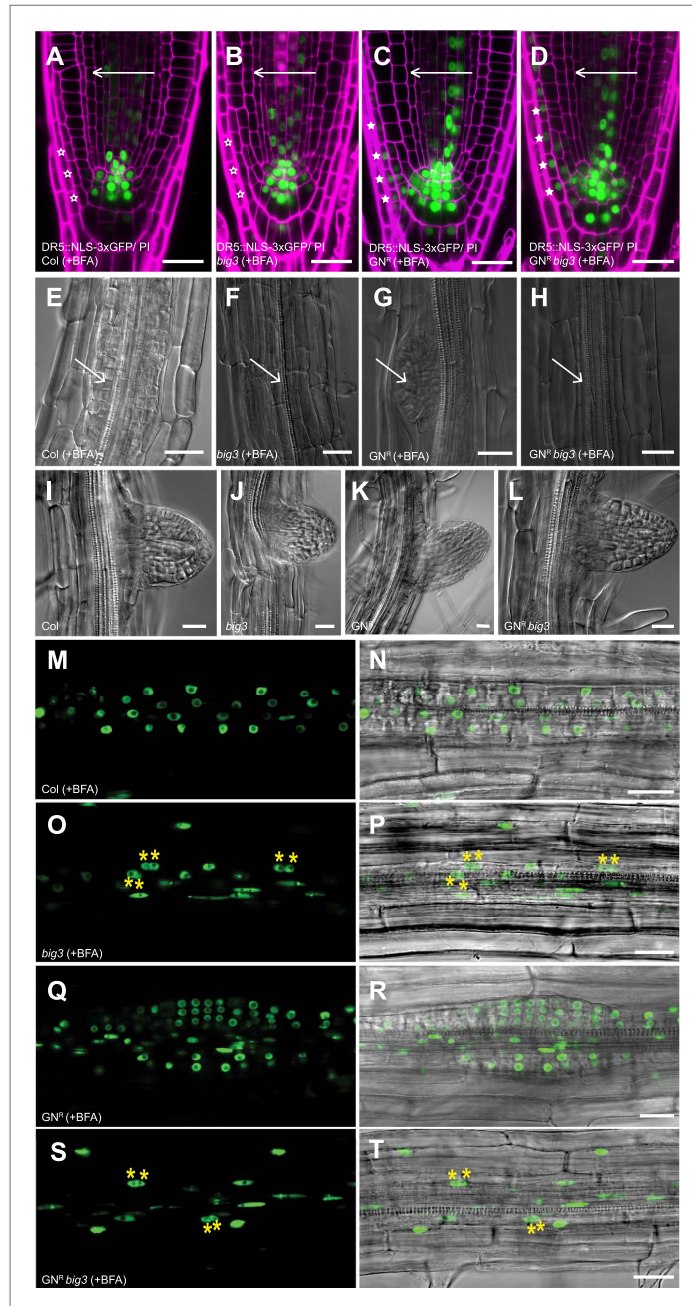 A B C D
DR5::NLS-3xGFP/ PI DR5::NLS-3xGFP/ PI DR5::NLS-3xGFP/ PI DR5::NLS-3xGFP/ PI
Col (+BFA) big3 (+BFA) GNᴿ (+BFA) GNᴿ big3 (+BFA)
E F G H
Col (+BFA) big3 (+BFA) GNᴿ (+BFA) GNᴿ big3 (+BFA)
I J K L
Col big3 GNᴿ GNᴿ big3
M N
Col (+BFA)
O P
** **
** **
** **
big3 (+BFA)
Q R
GNᴿ (+BFA)
S T
** **
** **
GNᴿ big3 (+BFA)